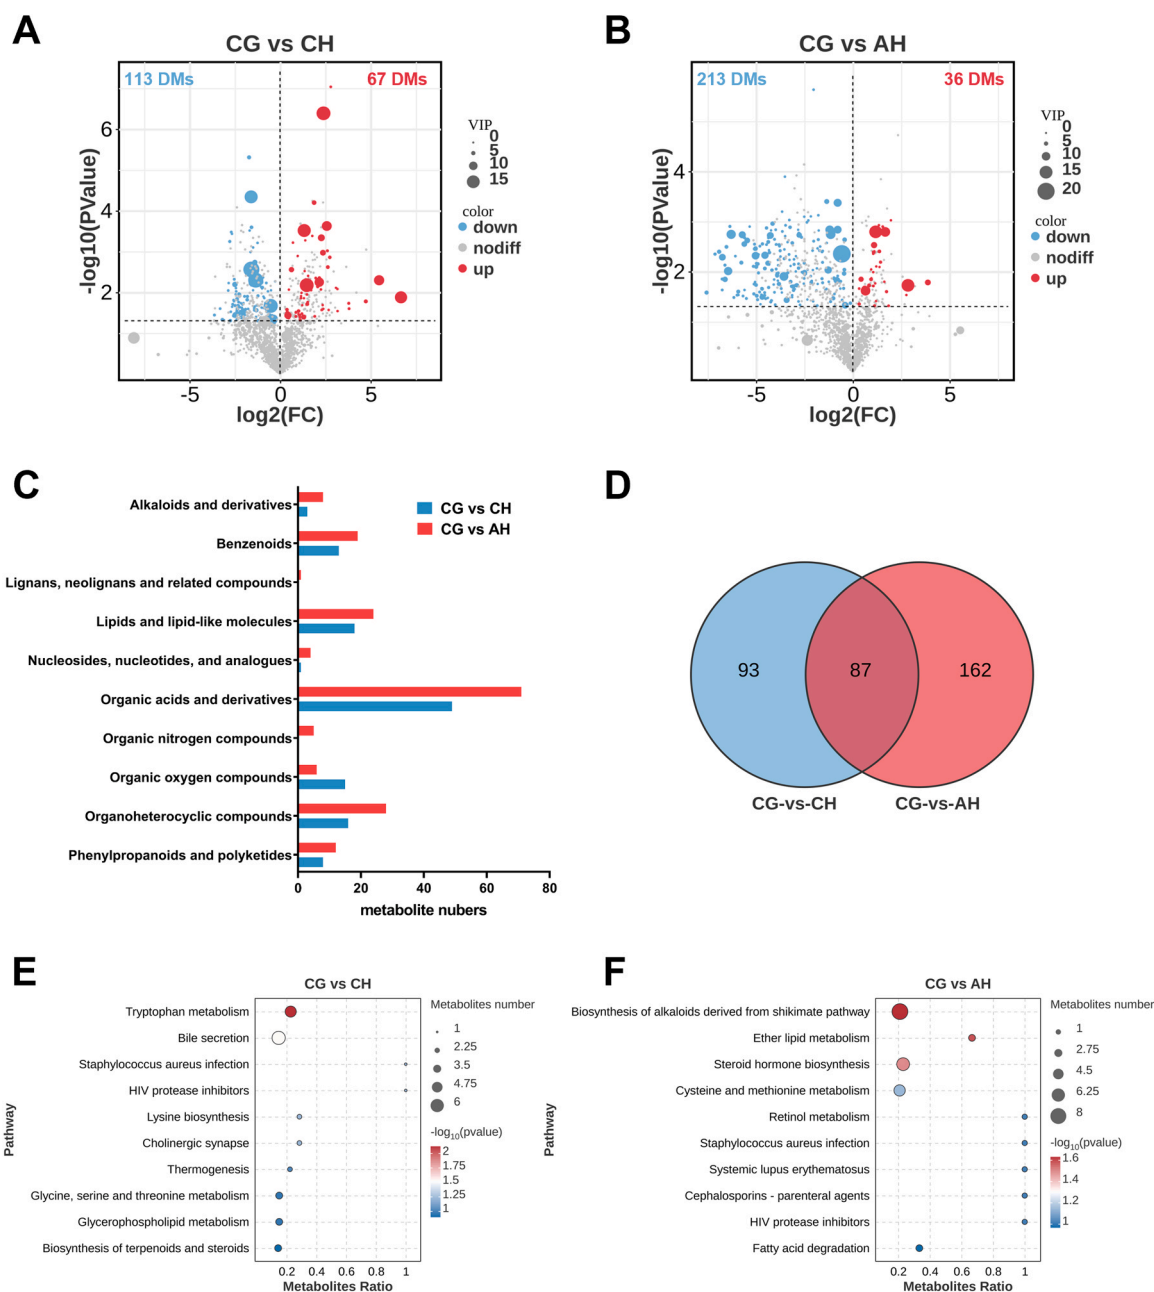 A
CG vs CH
113 DMs
67 DMs
-log10(PValue)
6
4
2
-5
0
5
log2(FC)
VIP
0
5
10
15
color
down
nodiff
up
B
CG vs AH
213 DMs
36 DMs
-log10(PValue)
4
2
-5
0
5
log2(FC)
VIP
0
5
10
15
20
color
down
nodiff
up
C
Alkaloids and derivatives
Benzenoids
Lignans, neolignans and related compounds
Lipids and lipid-like molecules
Nucleosides, nucleotides, and analogues
Organic acids and derivatives
Organic nitrogen compounds
Organic oxygen compounds
Organoheterocyclic compounds
Phenylpropanoids and polyketides
CG vs CH
CG vs AH
0 20 40 60 80
metabolite nubers
D
93
87
162
CG-vs-CH
CG-vs-AH
E
CG vs CH
Pathway
Tryptophan metabolism
Bile secretion
Staphylococcus aureus infection
HIV protease inhibitors
Lysine biosynthesis
Cholinergic synapse
Thermogenesis
Glycine, serine and threonine metabolism
Glycerophospholipid metabolism
Biosynthesis of terpenoids and steroids
0.2 0.4 0.6 0.8 1
Metabolites Ratio
Metabolites number
1
2.25
3.5
4.75
6
-log10(pvalue)
2
1.75
1.5
1.25
1
F
CG vs AH
Pathway
Biosynthesis of alkaloids derived from shikimate pathway
Ether lipid metabolism
Steroid hormone biosynthesis
Cysteine and methionine metabolism
Retinol metabolism
Staphylococcus aureus infection
Systemic lupus erythematosus
Cephalosporins - parenteral agents
HIV protease inhibitors
Fatty acid degradation
0.2 0.4 0.6 0.8 1
Metabolites Ratio
Metabolites number
1
2.75
4.5
6.25
8
-log10(pvalue)
1.6
1.4
1.2
1